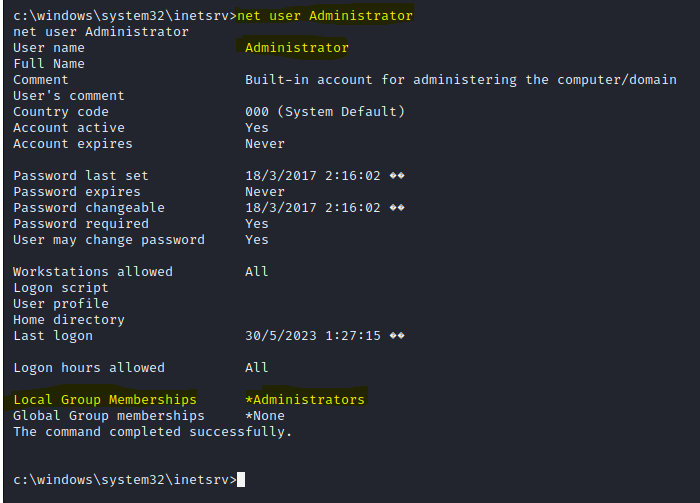 c:\windows\system32\inetsrv>net user Administrator
net user Administrator
User name                    Administrator
Full Name
Comment                      Built-in account for administering the computer/domain
User's comment
Country code                 000 (System Default)
Account active               Yes
Account expires              Never

Password last set            18/3/2017 2:16:02 ��
Password expires             Never
Password changeable          18/3/2017 2:16:02 ��
Password required            Yes
User may change password     Yes

Workstations allowed         All
Logon script
User profile
Home directory
Last logon                   30/5/2023 1:27:15 ��

Logon hours allowed          All

Local Group Memberships      *Administrators
Global Group memberships     *None
The command completed successfully.


c:\windows\system32\inetsrv>